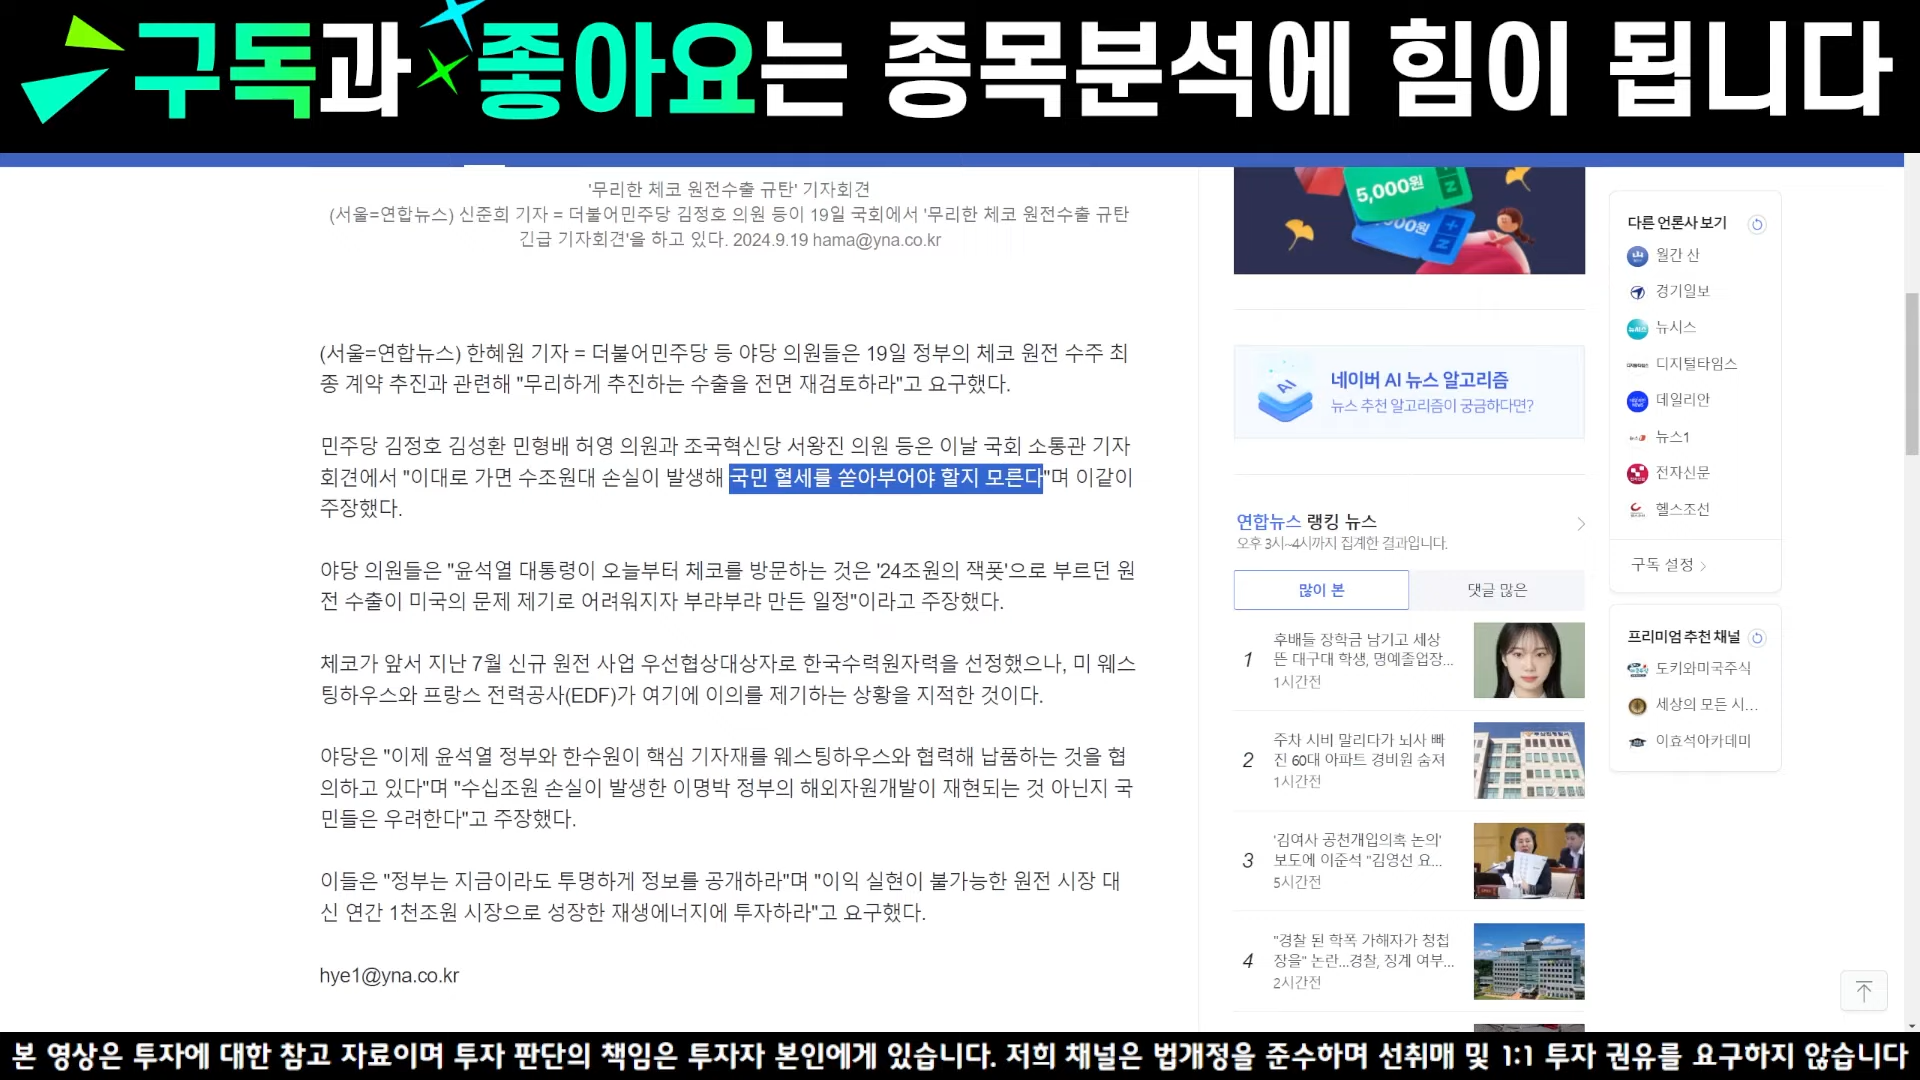 구독과 좋아요는 종목분석에 힘이 됩니다
'무리한 체코 원전수출 규탄' 기자회견
(서울=연합뉴스) 신준희 기자 = 더불어민주당 김정호 의원 등이 19일 국회에서 '무리한 체코 원전수출 규탄
긴급 기자회견'을 하고 있다. 2024.9.19 hama@yna.co.kr
(서울=연합뉴스) 한혜원 기자 = 더불어민주당 등 야당 의원들은 19일 정부의 체코 원전 수주 최
종 계약 추진과 관련해 "무리하게 추진하는 수출을 전면 재검토하라"고 요구했다.
민주당 김정호 김성환 민형배 허영 의원과 조국혁신당 서왕진 의원 등은 이날 국회 소통관 기자
회견에서 "이대로 가면 수조원대 손실이 발생해 국민 혈세를 쏟아부어야 할지 모른다"며 이같이
주장했다.
야당 의원들은 "윤석열 대통령이 오늘부터 체코를 방문하는 것은 '24조원의 잭폿'으로 부르던 원
전 수출이 미국의 문제 제기로 어려워지자 부랴부랴 만든 일정"이라고 주장했다.
체코가 앞서 지난 7월 신규 원전 사업 우선협상대상자로 한국수력원자력을 선정했으나, 미 웨스
팅하우스와 프랑스 전력공사(EDF)가 여기에 이의를 제기하는 상황을 지적한 것이다.
야당은 "이제 윤석열 정부와 한수원이 핵심 기자재를 웨스팅하우스와 협력해 납품하는 것을 협
의하고 있다"며 "수십조원 손실이 발생한 이명박 정부의 해외자원개발이 재현되는 것 아닌지 국
민들은 우려한다"고 주장했다.
이들은 "정부는 지금이라도 투명하게 정보를 공개하라"며 "이익 실현이 불가능한 원전 시장 대
신 연간 1천조원 시장으로 성장한 재생에너지에 투자하라"고 요구했다.
hye1@yna.co.kr
5,000원
네이버 AI 뉴스 알고리즘
뉴스 추천 알고리즘이 궁금하다면?
연합뉴스 랭킹 뉴스
오후 3시~4시까지 집계한 결과입니다.
많이 본
댓글 많은
1
후배들 장학금 남기고 세상
뜬 대구대 학생, 명예졸업장...
1시간전
2
주차 시비 말리다가 뇌사 빠
진 60대 아파트 경비원 숨져
1시간전
3
'김여사 공천개입의혹 논의'
보도에 이준석 "김영선 요...
5시간전
4
"경찰 된 학폭 가해자가 청첩
장을" 논란...경찰, 징계 여부...
2시간전
다른 언론사 보기
월간 산
경기일보
뉴시스
디지털타임스
데일리안
뉴스1
전자신문
헬스조선
구독 설정
프리미엄 추천 채널
도키와미국주식
세상의 모든 시...
이효석아카데미
본 영상은 투자에 대한 참고 자료이며 투자 판단의 책임은 투자자 본인에게 있습니다. 저희 채널은 법개정을 준수하며 선취매 및 1:1 투자 권유를 요구하지 않습니다